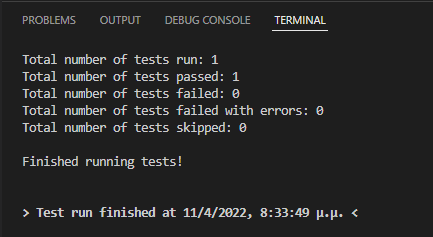 PROBLEMS OUTPUT DEBUG CONSOLE TERMINAL
Total number of tests run: 1
Total number of tests passed: 1
Total number of tests failed: 0
Total number of tests failed with errors: 0
Total number of tests skipped: 0
Finished running tests!
> Test run finished at 11/4/2022, 8:33:49 μ.μ. <